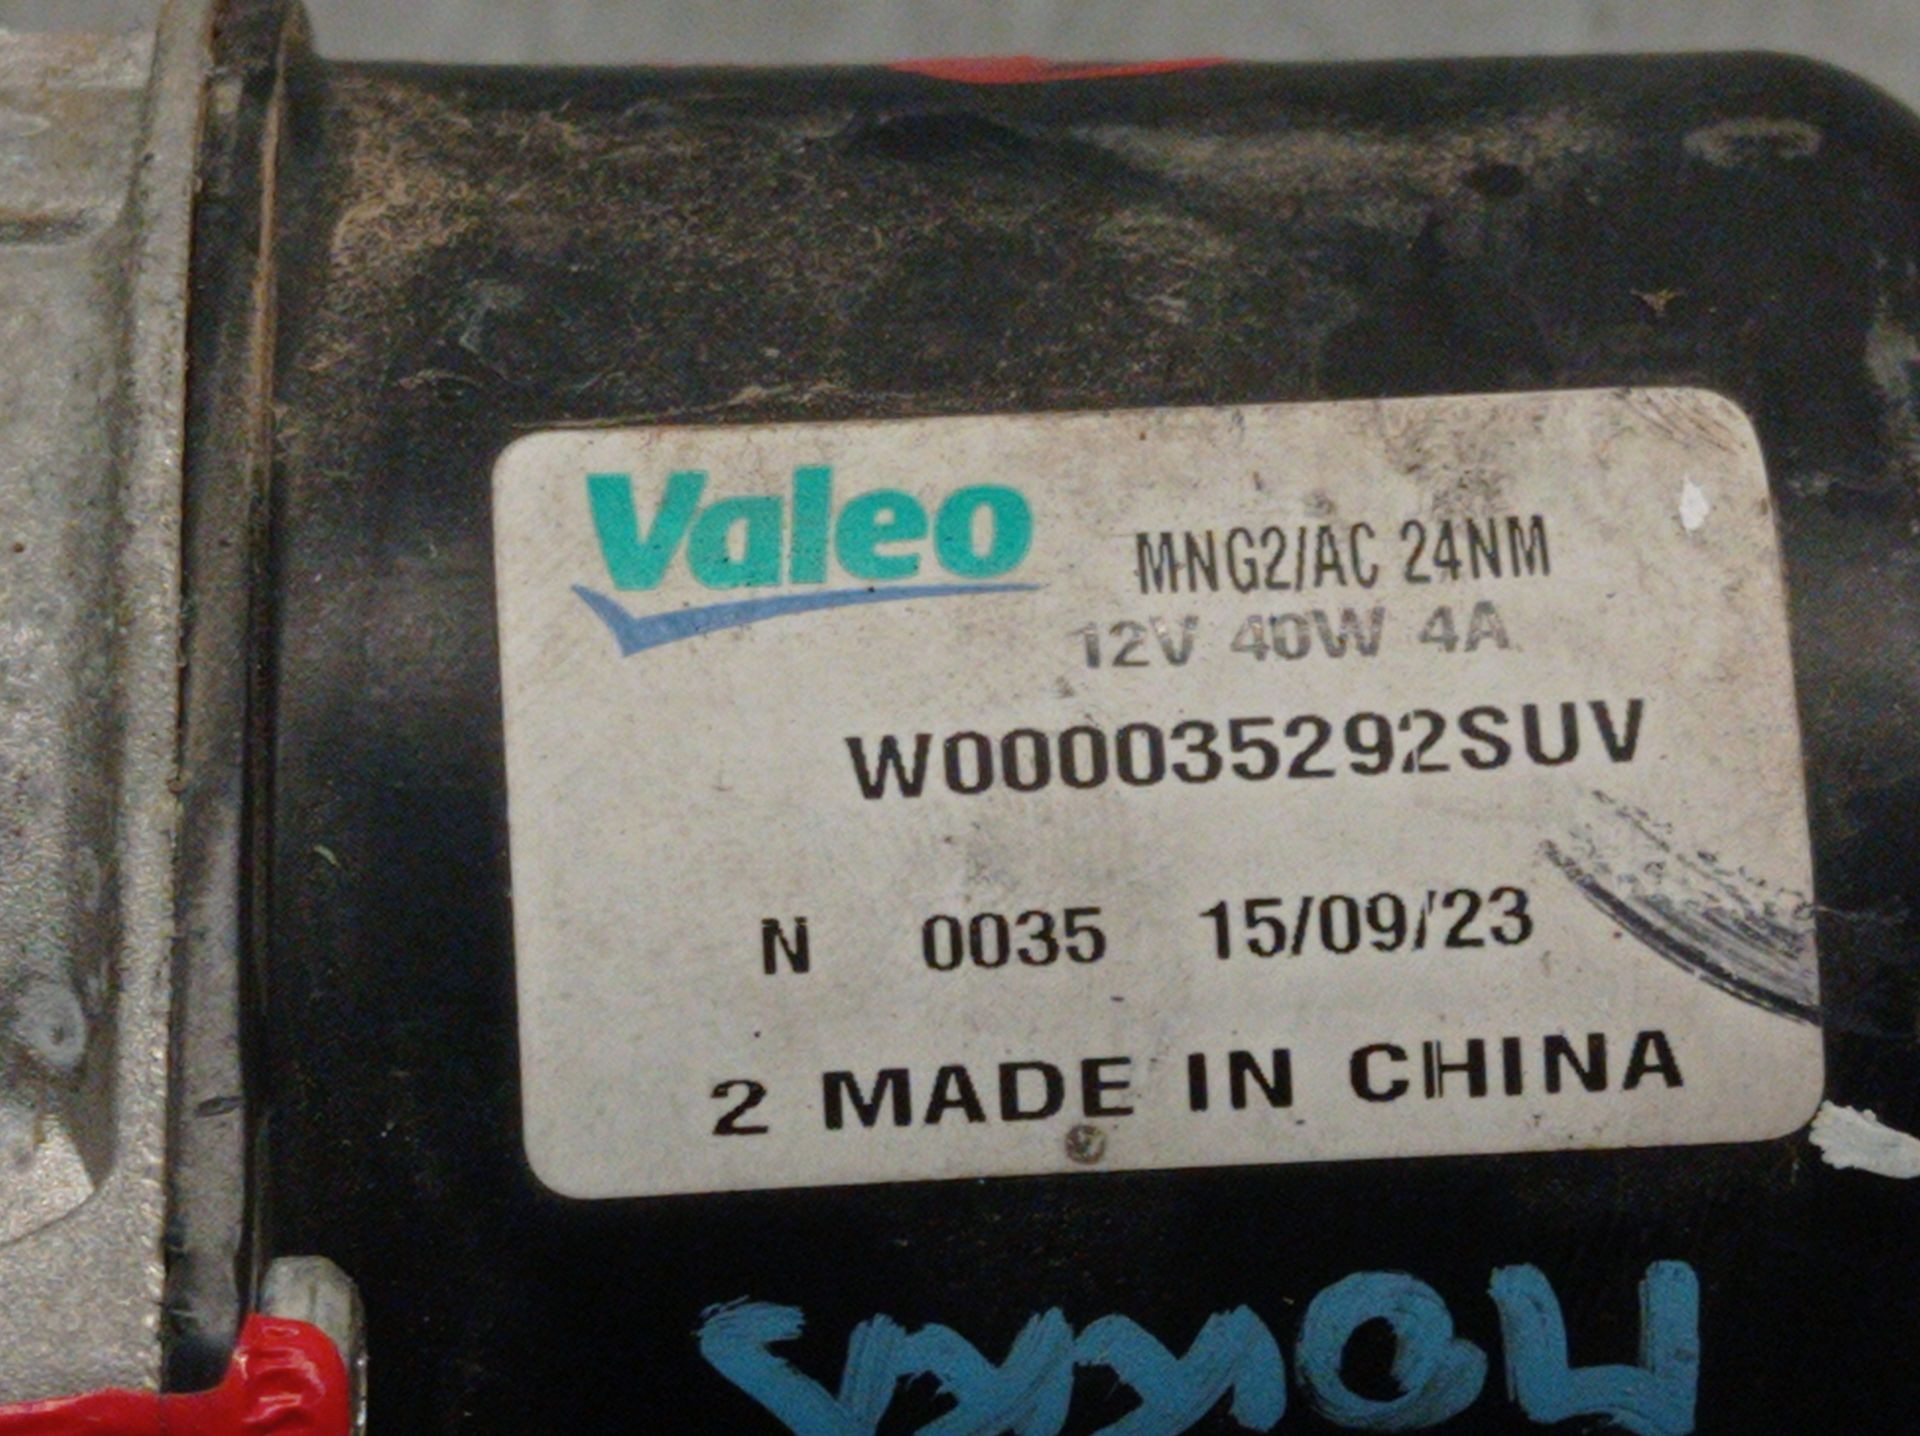 Valeo
MNG2/AC 24NM
12V 40W 4A
W000035292SUV
N 0035 15/09/23
2 MADE IN CHINA